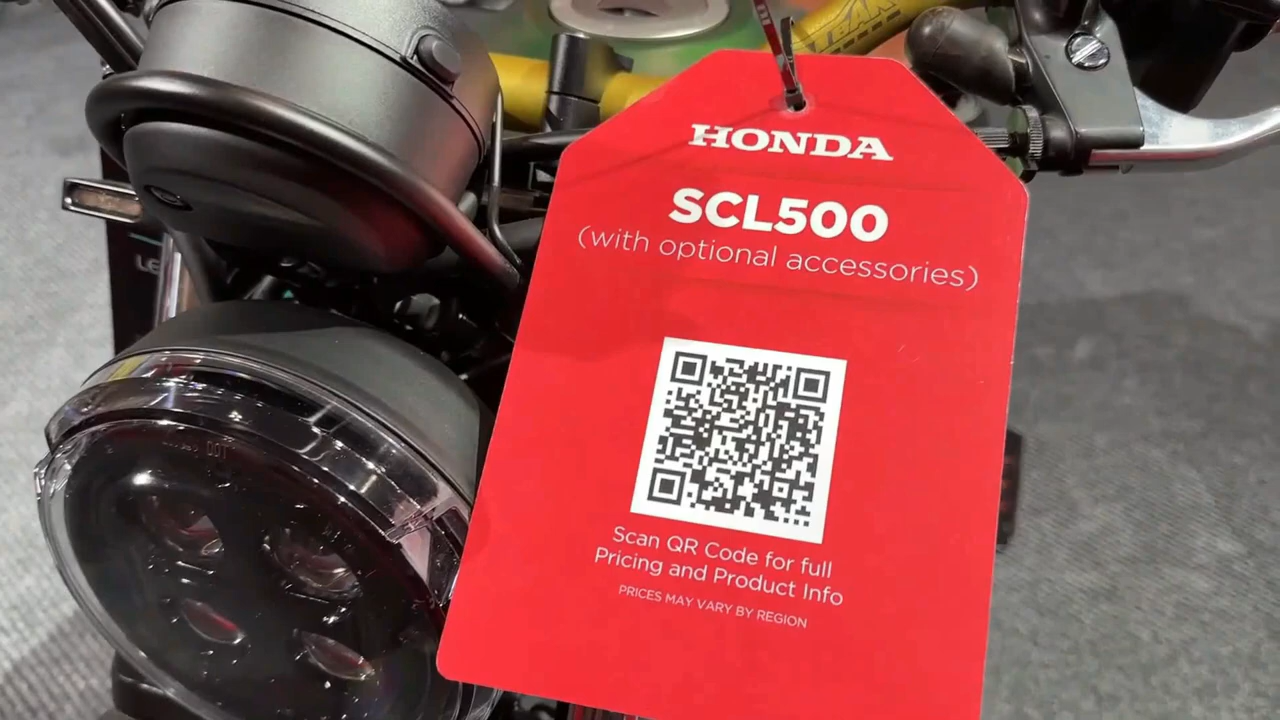 HONDA
SCL500
(with optional accessories)
Scan QR Code for full
Pricing and Product Info
PRICES MAY VARY BY REGION